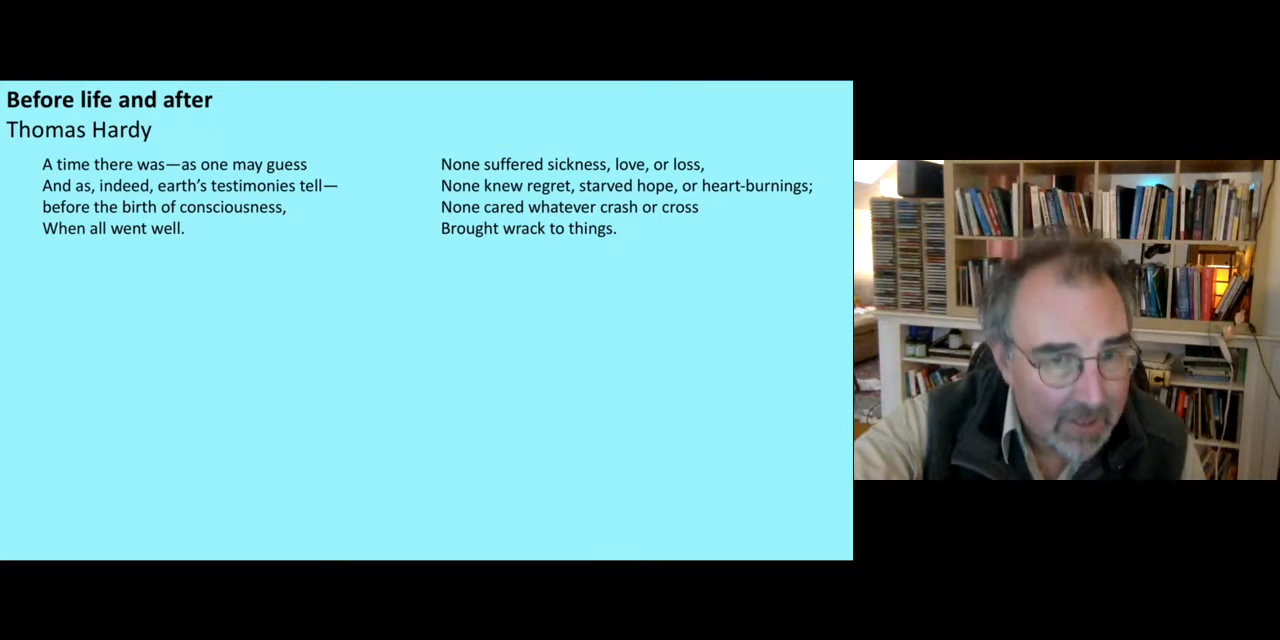 Before life and after
Thomas Hardy
A time there was—as one may guess
And as, indeed, earth’s testimonies tell—
before the birth of consciousness,
When all went well.
None suffered sickness, love, or loss,
None knew regret, starved hope, or heart-burnings;
None cared whatever crash or cross
Brought wrack to things.